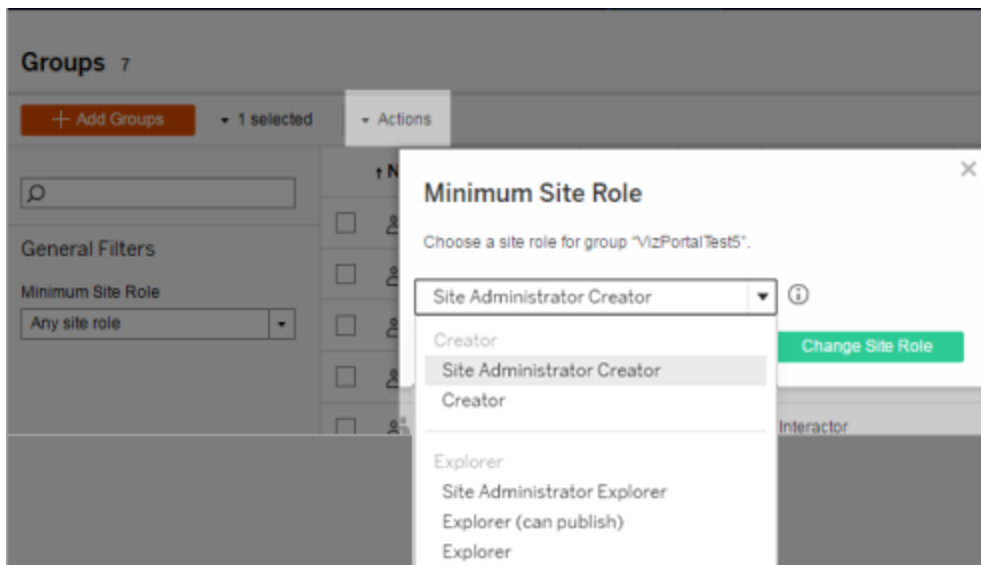 Groups 7
+ Add Groups
1 selected
Actions
↑ N
General Filters
Minimum Site Role
Any site role
Minimum Site Role
Choose a site role for group "VizPortalTest5".
Site Administrator Creator
Creator
Site Administrator Creator
Creator
Change Site Role
Interactor
Explorer
Site Administrator Explorer
Explorer (can publish)
Explorer